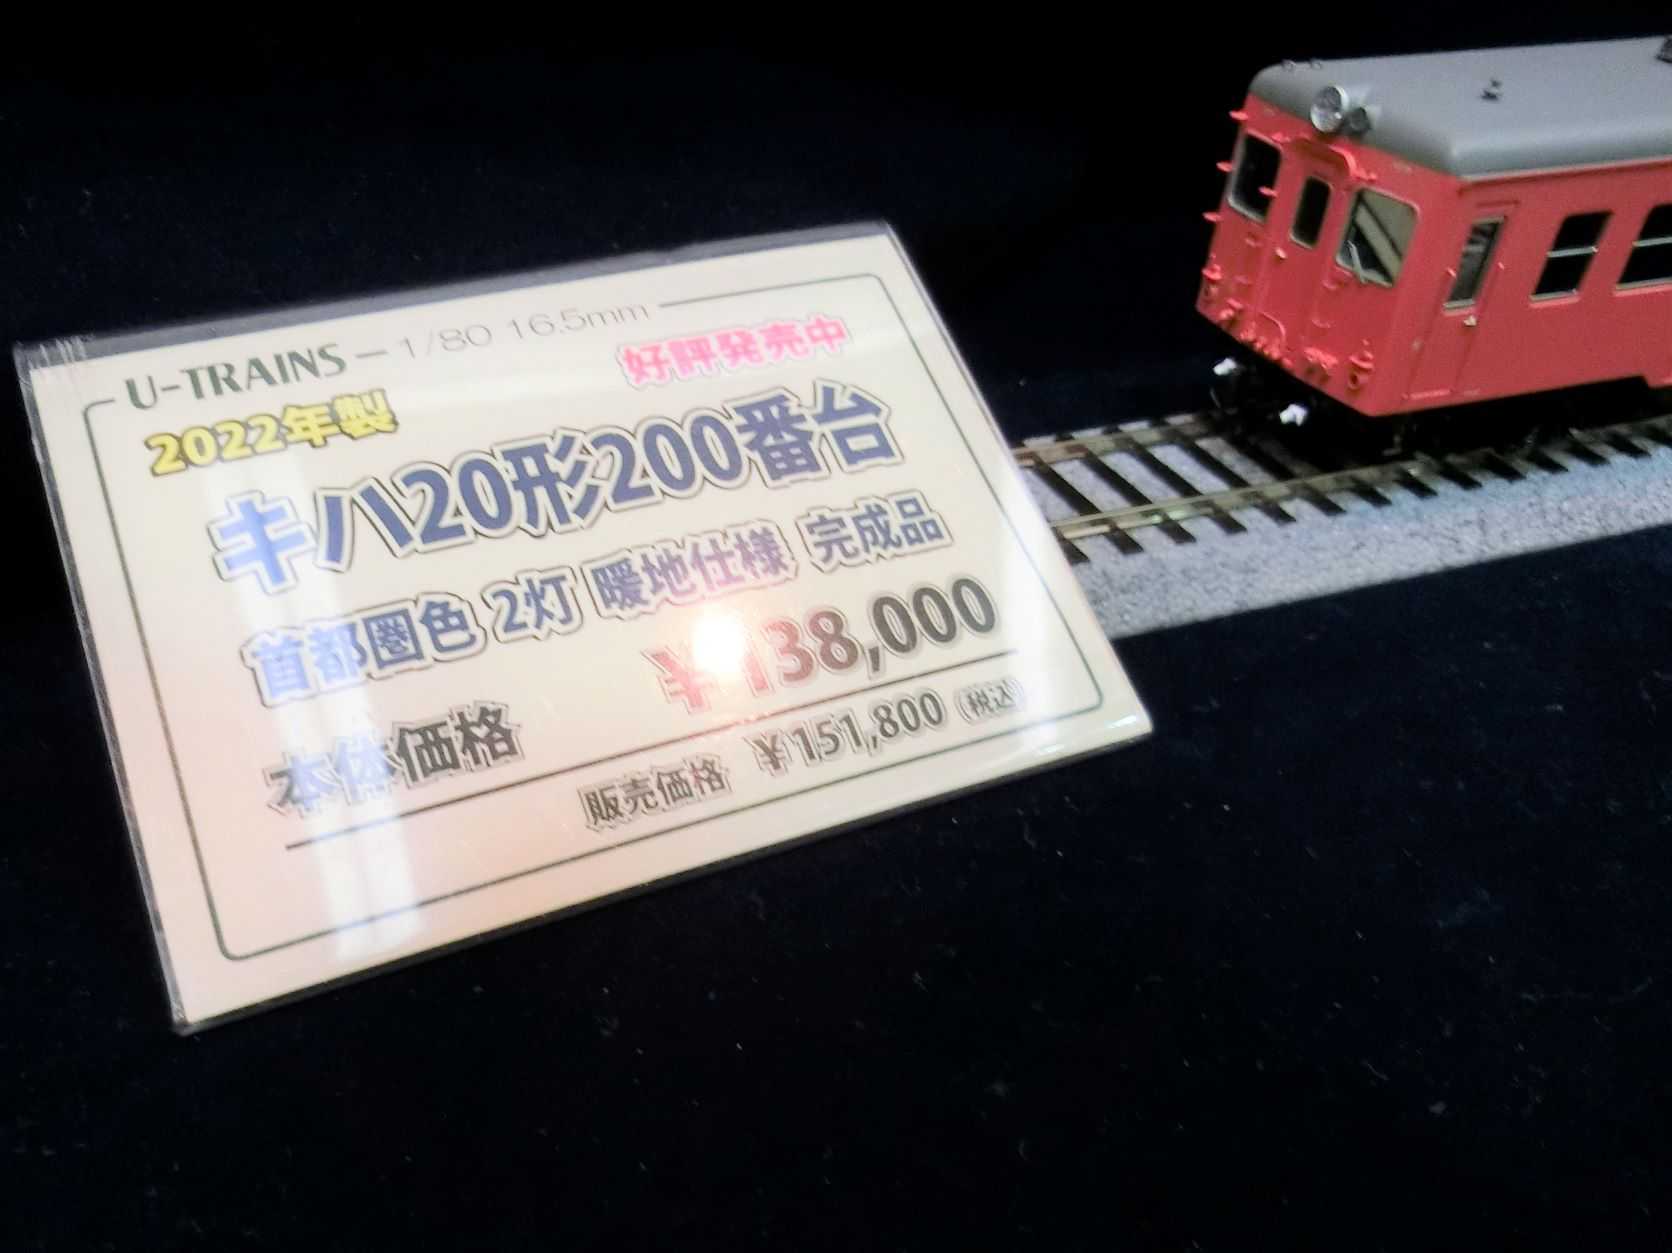 U-TRAINS — 1/80 16.5mm
好評発売中
2022年製
キハ20形200番台
首都圏色 2灯 暖地仕様 完成品
本体価格 ¥138,000
販売価格 ¥151,800 (税込)